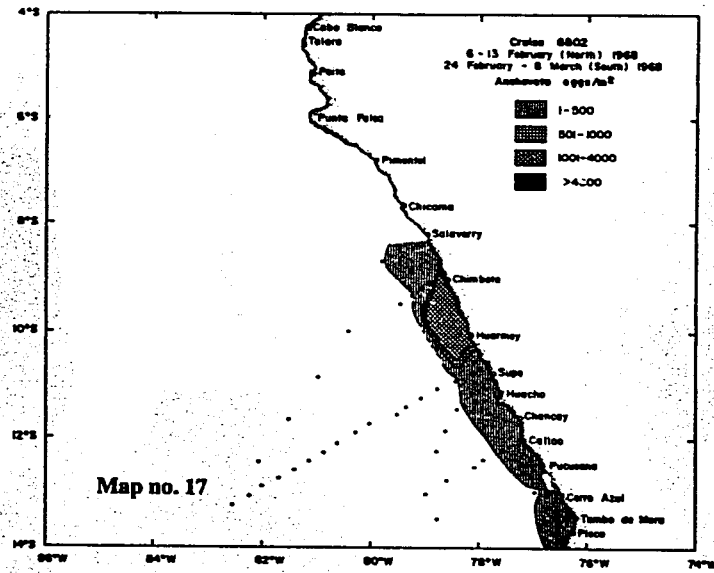 4°S
Cabo Blanco
Talara
Paita
Cruise 6802
6-13 February (North) 1968
24 February - 8 March (South) 1968
Anchoveta eggs/m²
1-500
501-1000
1001-4000
6°S
Punta Falsa
Pimentel
Chicama
8°S
Salaverry
Chimbote
10°S
Huarmey
Supe
Huacho
Chancay
12°S
Callao
Pucusana
Map no. 17
Cerro Azul
Tambo de Mora
Pisco
14°S
82°W
80°W
78°W
76°W
74°W